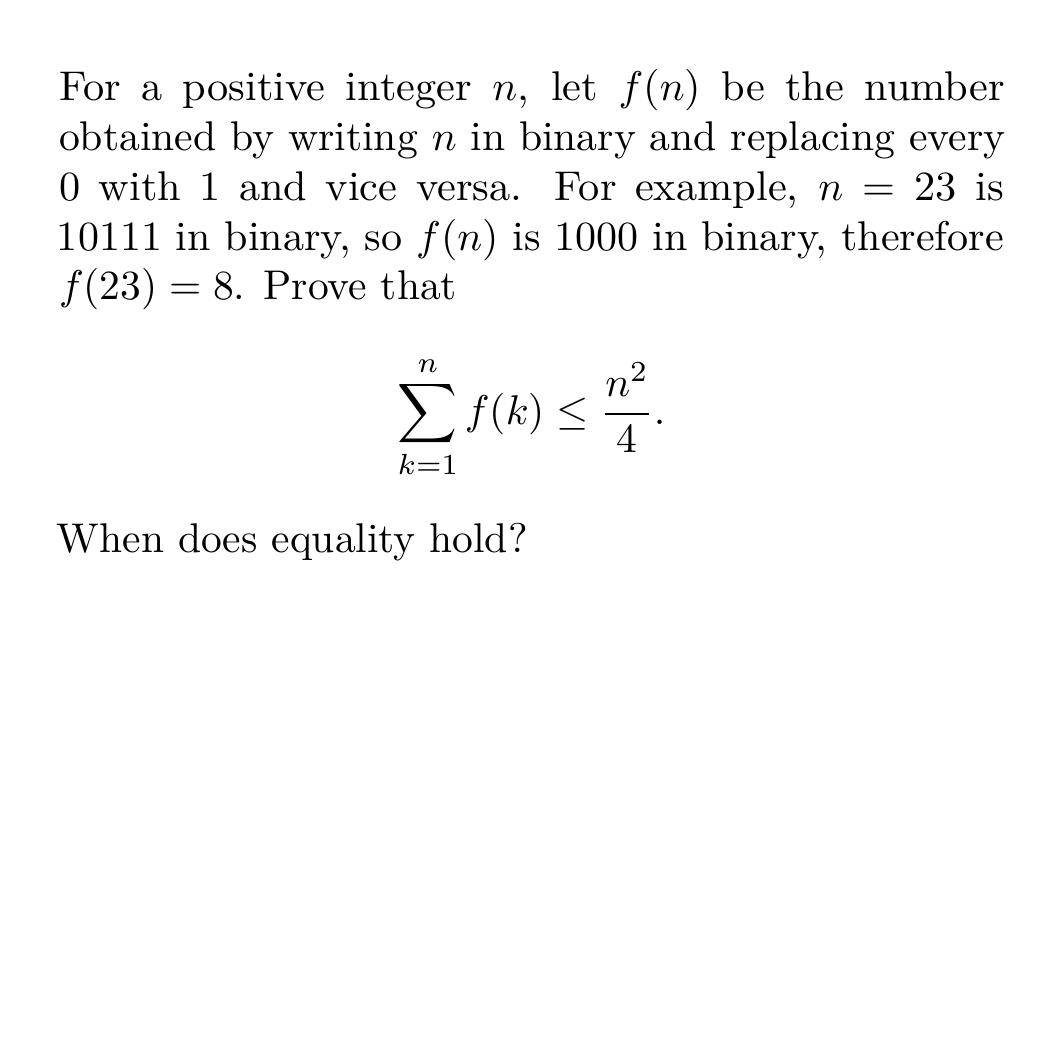 For a positive integer n, let f(n) be the number
obtained by writing n in binary and replacing every
0 with 1 and vice versa. For example, n = 23 is
10111 in binary, so f(n) is 1000 in binary, therefore
f(23) = 8. Prove that
\sum_{k=1}^{n} f(k) \leq \frac{n^2}{4}.
When does equality hold?